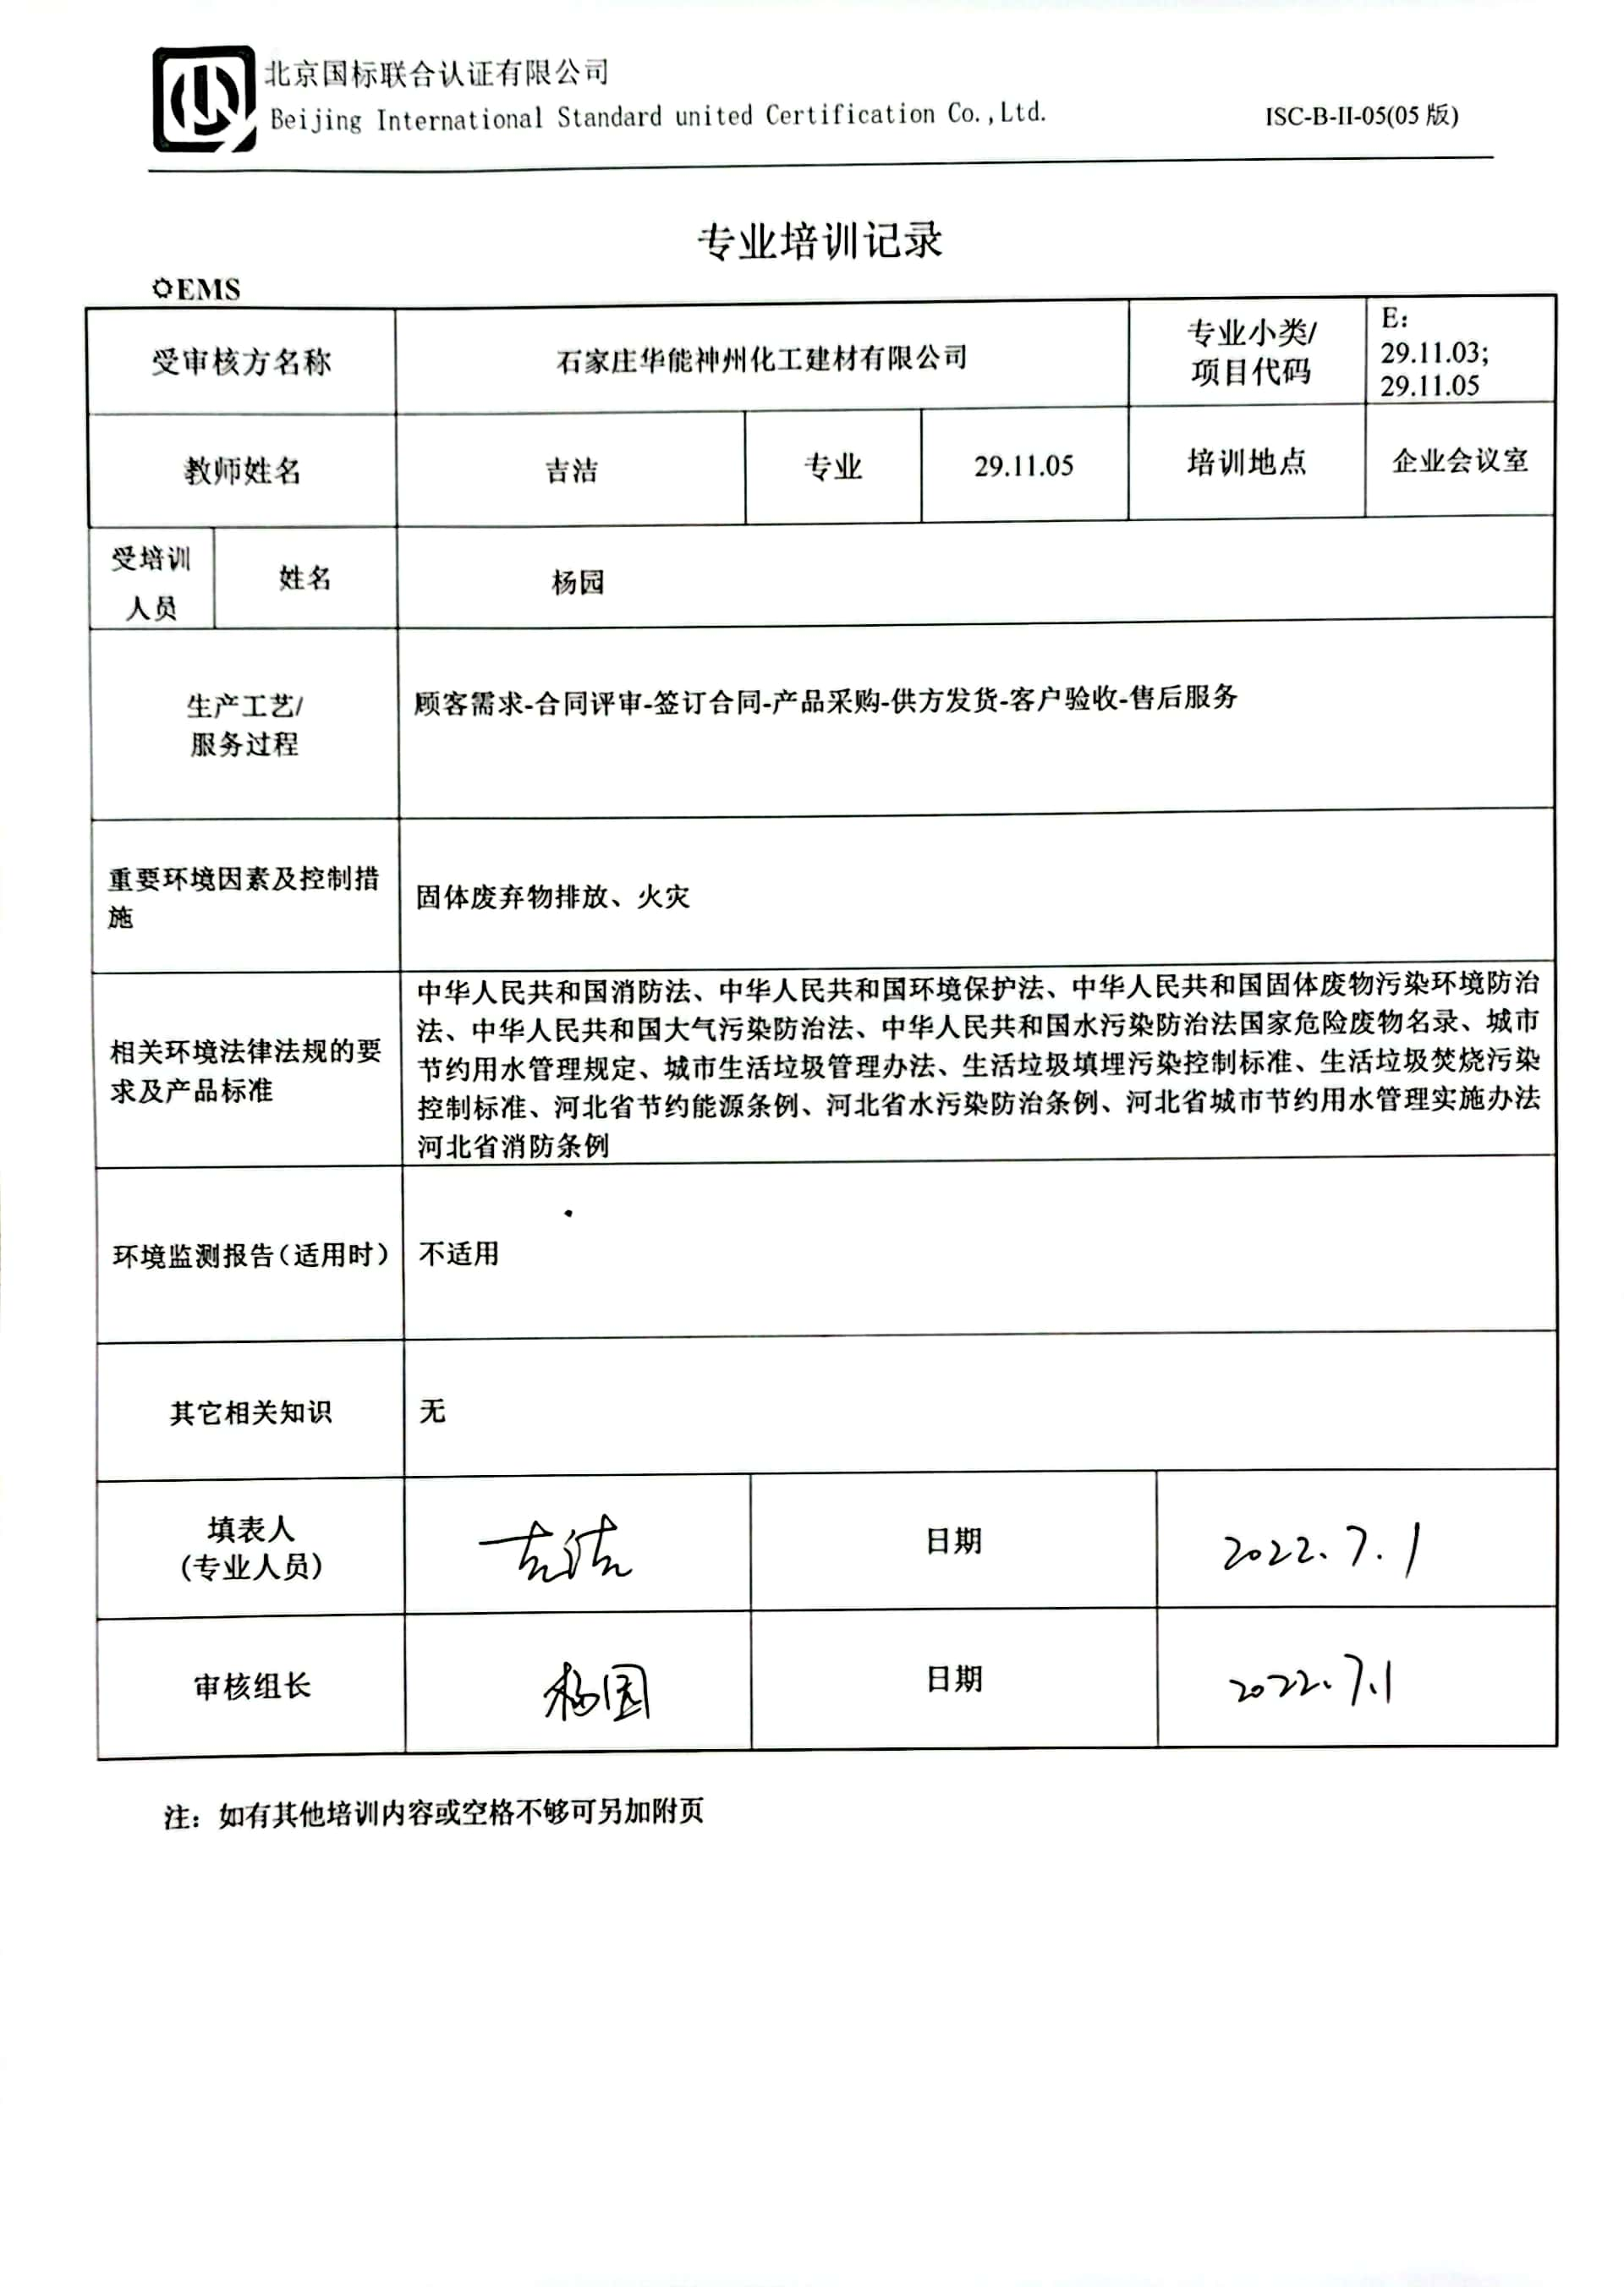 北京国标联合认证有限公司
Beijing International Standard united Certification Co.,Ltd.
ISC-B-II-05(05 版)
专业培训记录
EMS
受审核方名称
石家庄华能神州化工建材有限公司
专业小类/
项目代码
E：
29.11.03;
29.11.05
教师姓名
吉洁
专业
29.11.05
培训地点
企业会议室
受培训
人员
姓名
杨园
生产工艺/
服务过程
顾客需求-合同评审-签订合同-产品采购-供方发货-客户验收-售后服务
重要环境因素及控制措
施
固体废弃物排放、火灾
相关环境法律法规的要
求及产品标准
中华人民共和国消防法、中华人民共和国环境保护法、中华人民共和国固体废物污染环境防治
法、中华人民共和国大气污染防治法、中华人民共和国水污染防治法国家危险废物名录、城市
节约用水管理规定、城市生活垃圾管理办法、生活垃圾填埋污染控制标准、生活垃圾焚烧污染
控制标准、河北省节约能源条例、河北省水污染防治条例、河北省城市节约用水管理实施办法
河北省消防条例
环境监测报告（适用时）
不适用
其它相关知识
无
填表人
(专业人员)
吉洁
日期
2022.7.1
审核组长
杨园
日期
2022.7.1
注：如有其他培训内容或空格不够可另加附页